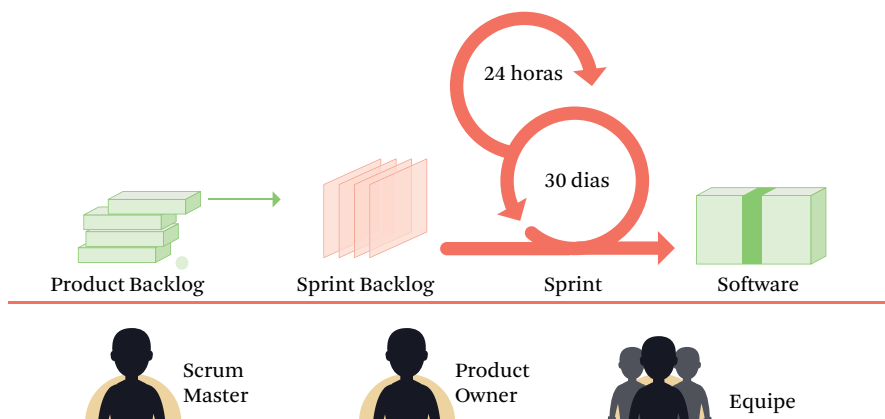 24 horas
30 dias
Product Backlog
Sprint Backlog
Sprint
Software
Scrum
Master
Product
Owner
Equipe